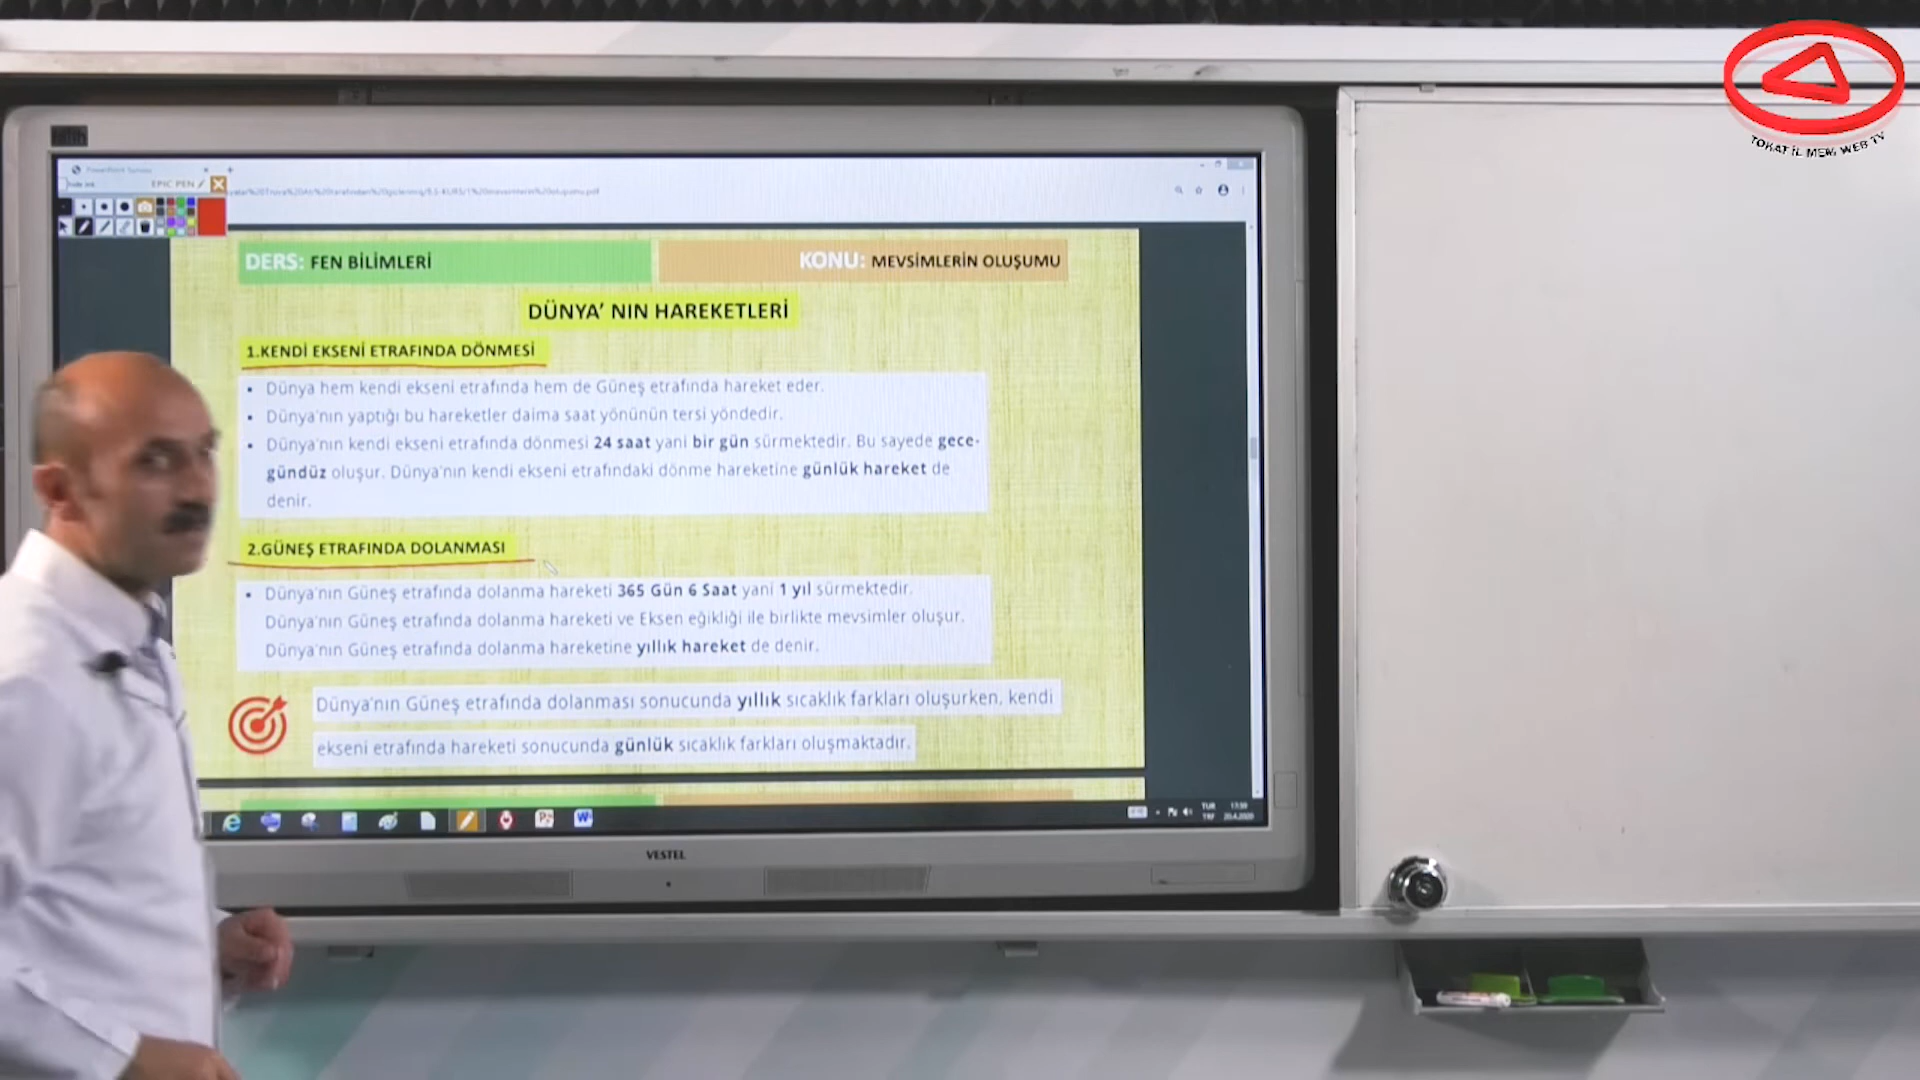 TOKAT İL MEM WEB TV
EPIC PEN
DERS: FEN BİLİMLERİ
KONU: MEVSİMLERİN OLUŞUMU
DÜNYA' NIN HAREKETLERİ
1.KENDİ EKSENİ ETRAFINDA DÖNMESİ
• Dünya hem kendi ekseni etrafında hem de Güneş etrafında hareket eder.
• Dünya'nın yaptığı bu hareketler daima saat yönünün tersi yöndedir.
• Dünya'nın kendi ekseni etrafında dönmesi 24 saat yani bir gün sürmektedir. Bu sayede gece-
gündüz oluşur. Dünya'nın kendi ekseni etrafındaki dönme hareketine günlük hareket de
denir.
2.GÜNEŞ ETRAFINDA DOLANMASI
• Dünya'nın Güneş etrafında dolanma hareketi 365 Gün 6 Saat yani 1 yıl sürmektedir.
Dünya'nın Güneş etrafında dolanma hareketi ve Eksen eğikliği ile birlikte mevsimler oluşur.
Dünya'nın Güneş etrafında dolanma hareketine yıllık hareket de denir.
Dünya'nın Güneş etrafında dolanması sonucunda yıllık sıcaklık farkları oluşurken, kendi
ekseni etrafında hareketi sonucunda günlük sıcaklık farkları oluşmaktadır.
TUR
VESTEL